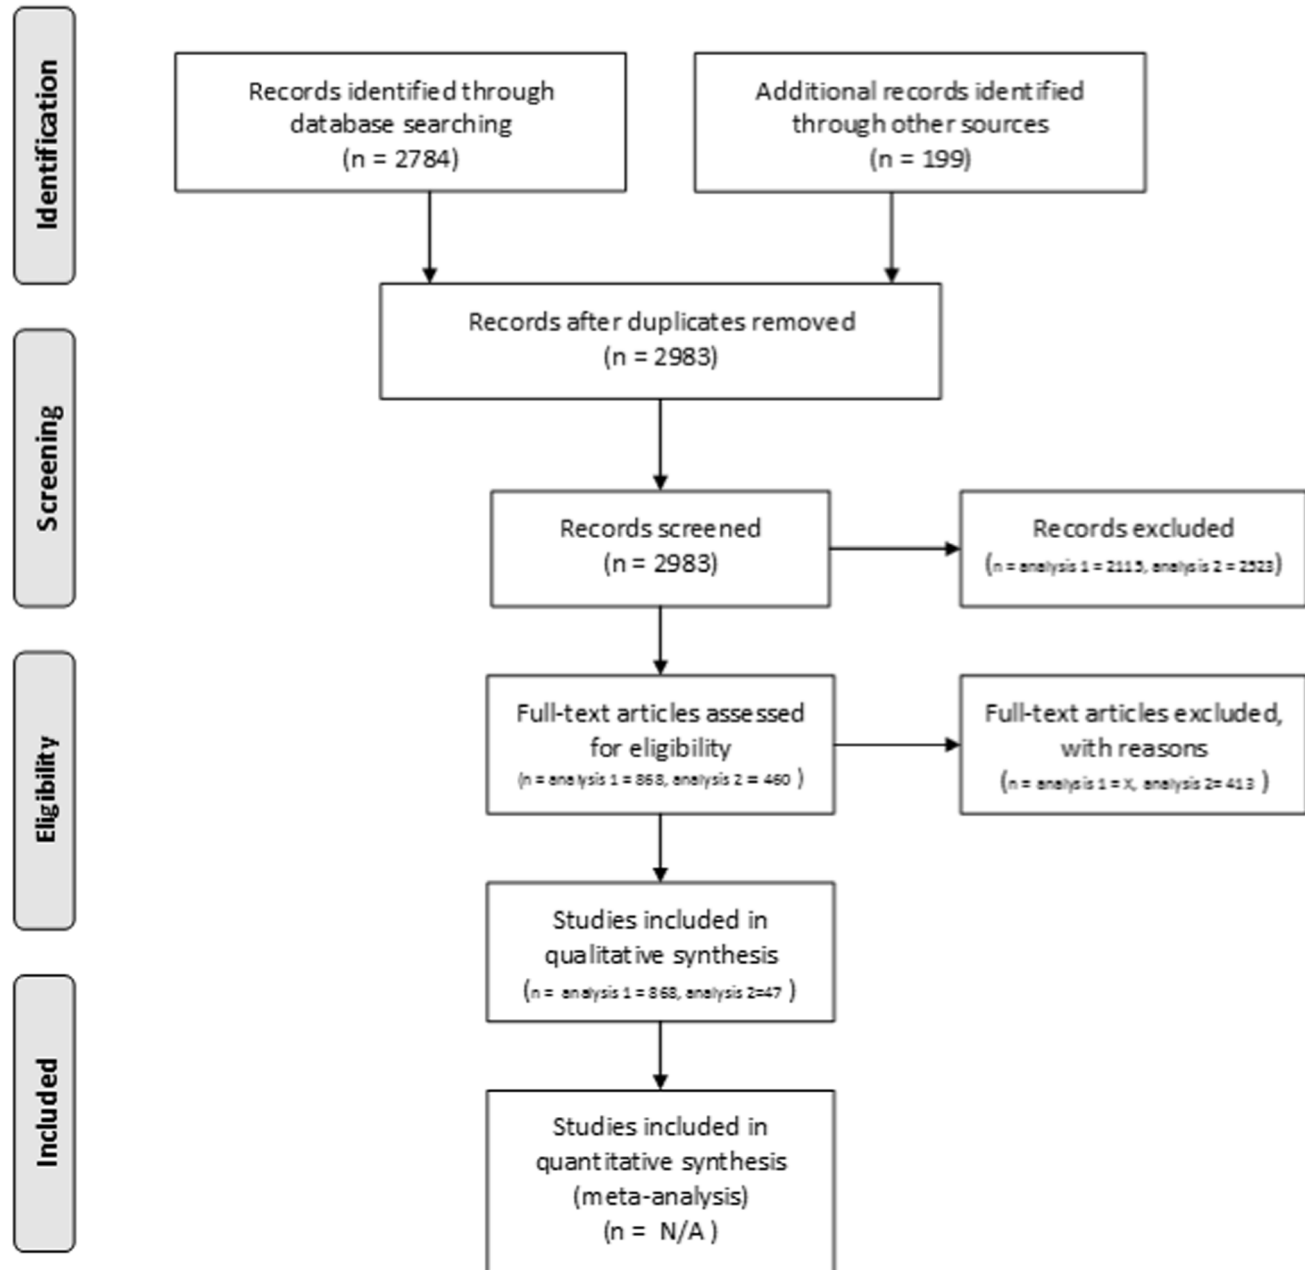 Identification
Records identified through
database searching
(n = 2784)
Additional records identified
through other sources
(n = 199)
Records after duplicates removed
(n = 2983)
Screening
Records screened
(n = 2983)
Records excluded
(n = analysis 1 = 2115, analysis 2 = 2523)
Eligibility
Full-text articles assessed
for eligibility
(n = analysis 1 = 868, analysis 2 = 460 )
Full-text articles excluded,
with reasons
(n = analysis 1 = X, analysis 2= 413 )
Studies included in
qualitative synthesis
(n = analysis 1 = 868, analysis 2=47 )
Included
Studies included in
quantitative synthesis
(meta-analysis)
(n = N/A )